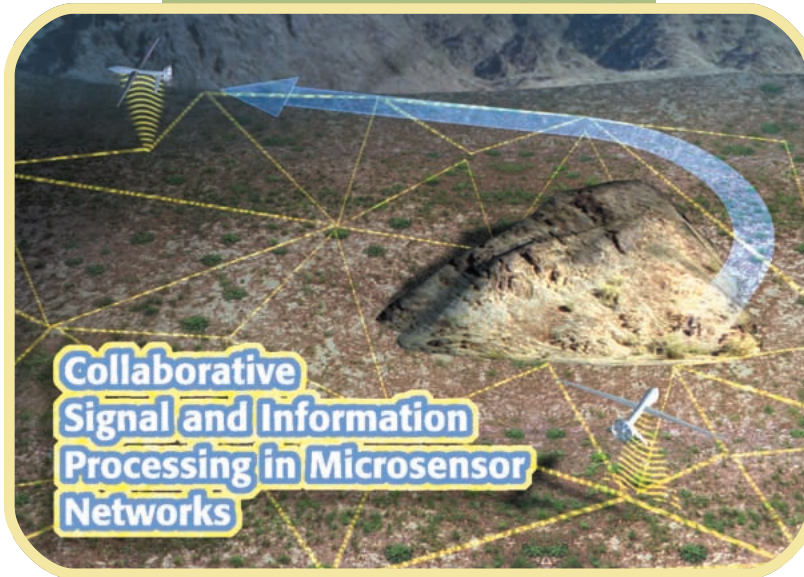 Collaborative
Signal and Information
Processing in Microsensor
Networks